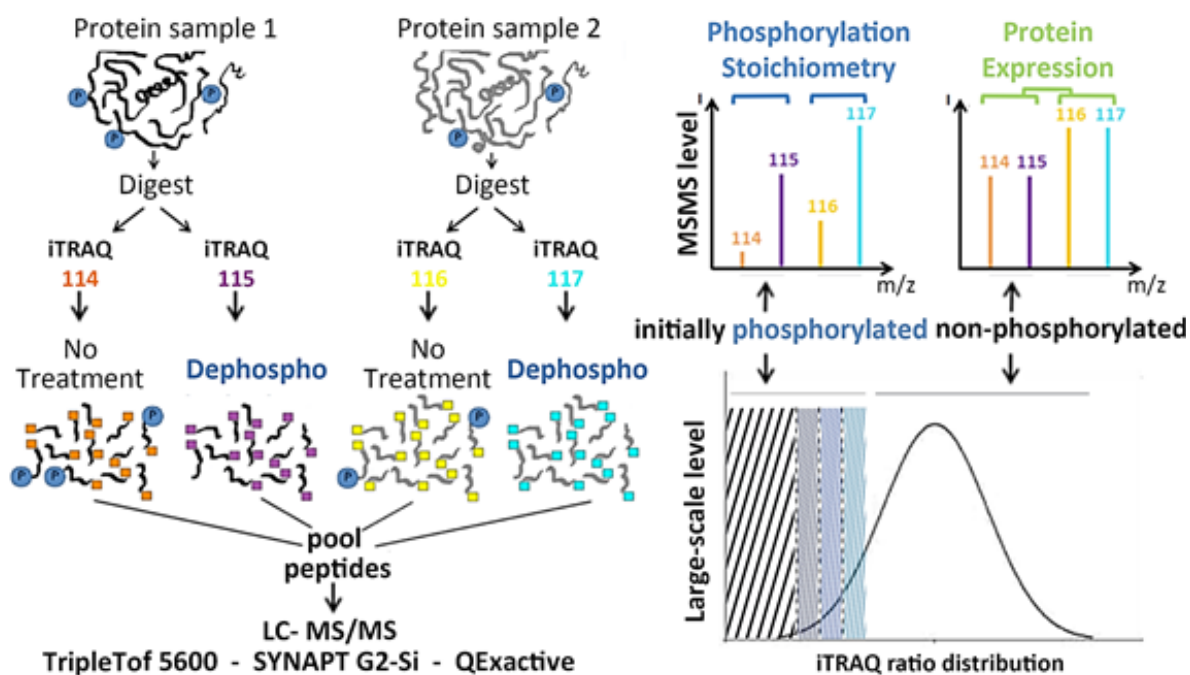 Protein sample 1
P
P
P
Digest
iTRAQ
114
iTRAQ
115
No
Treatment
Dephospho
P
P
P
Protein sample 2
P
P
Digest
iTRAQ
116
iTRAQ
117
No
Treatment
Dephospho
P
P
pool
peptides
LC- MS/MS
TripleTof 5600 - SYNAPT G2-Si - QExactive
Phosphorylation
Stoichiometry
MSMS level
114
115
116
117
m/z
Protein
Expression
114
115
116
117
m/z
initially phosphorylated
non-phosphorylated
Large-scale level
iTRAQ ratio distribution